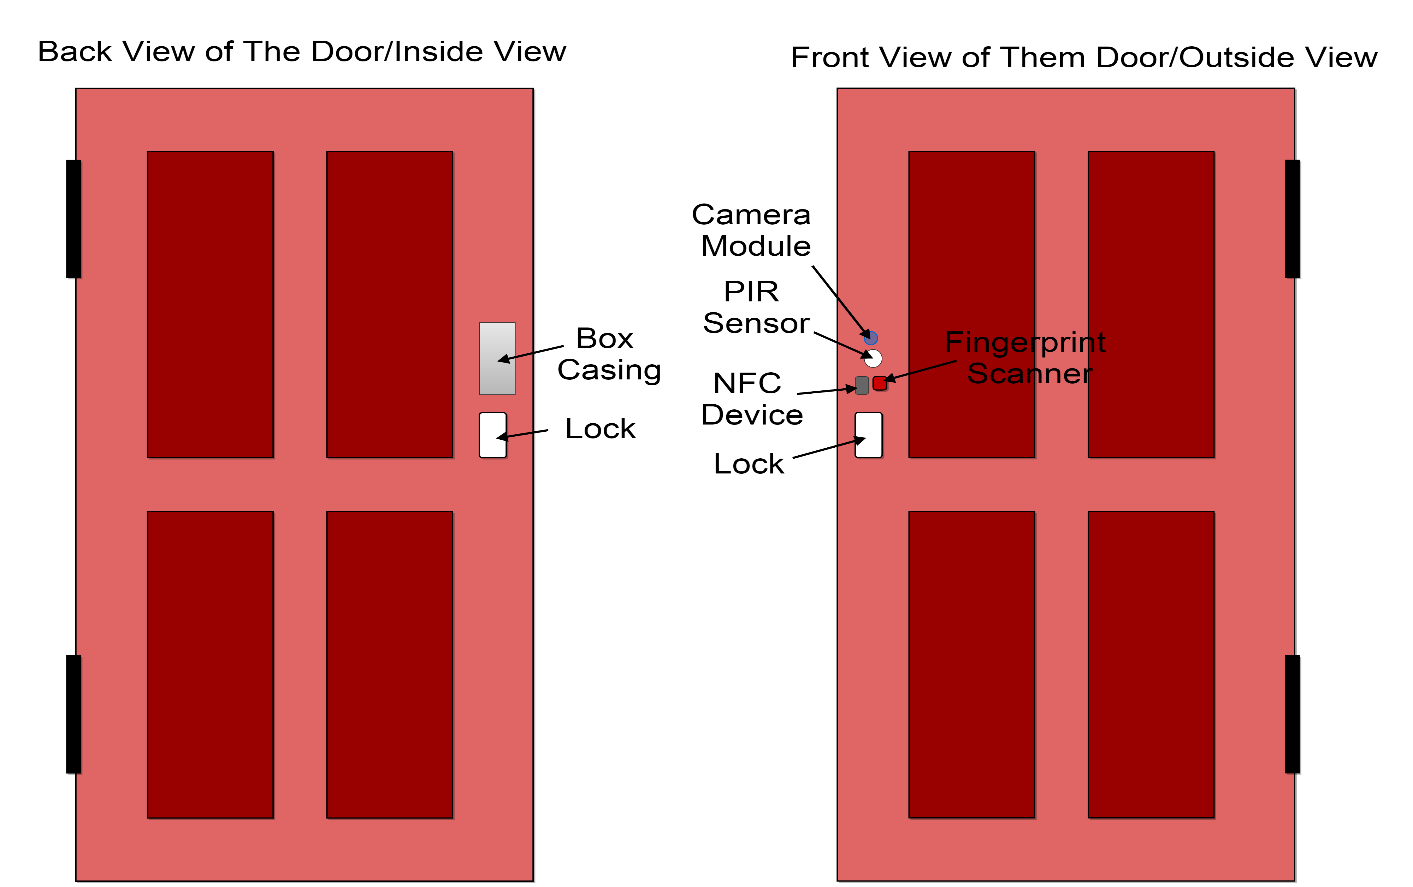 Back View of The Door/Inside View
Front View of Them Door/Outside View
Box
Casing
Lock
Camera
Module
PIR
Sensor
Fingerprint
Scanner
NFC
Device
Lock